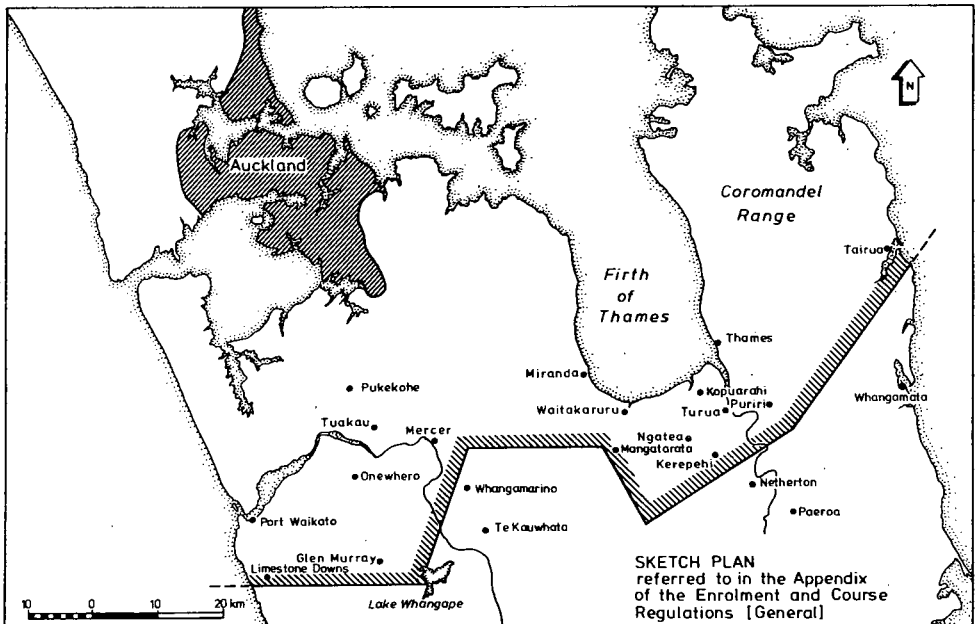 N
Auckland
Coromandel
Range
Tairua
Firth
of
Thames
Thames
Miranda
Pukekohe
Kopuarahi
Whangamata
Waitakaruru
Turua
Puriri
Tuakau
Mercer
Ngatea
Mangatarata
Kerepehi
Onewhero
Whangamarino
Netherton
Paeroa
Port Waikato
Te Kauwhata
Glen Murray
Limestone Downs
Lake Whangape
SKETCH PLAN
referred to in the Appendix
of the Enrolment and Course
Regulations [General]
10 0 10 20 km